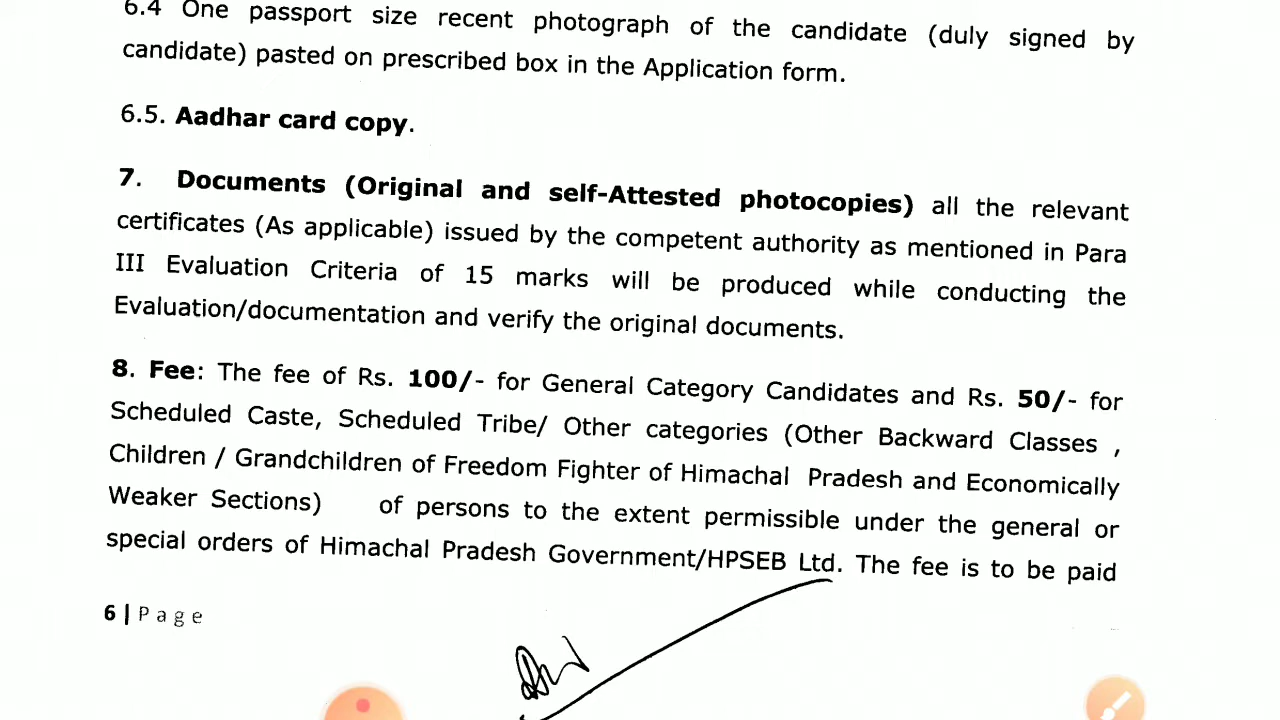 6.4 One passport size recent photograph of the candidate (duly signed by
candidate) pasted on prescribed box in the Application form.
6.5. Aadhar card copy.
7. Documents (Original and self-Attested photocopies) all the relevant
certificates (As applicable) issued by the competent authority as mentioned in Para
III Evaluation Criteria of 15 marks will be produced while conducting the
Evaluation/documentation and verify the original documents.
8. Fee: The fee of Rs. 100/- for General Category Candidates and Rs. 50/- for
Scheduled Caste, Scheduled Tribe/ Other categories (Other Backward Classes ,
Children / Grandchildren of Freedom Fighter of Himachal Pradesh and Economically
Weaker Sections) of persons to the extent permissible under the general or
special orders of Himachal Pradesh Government/HPSEB Ltd. The fee is to be paid
6 | P a g e